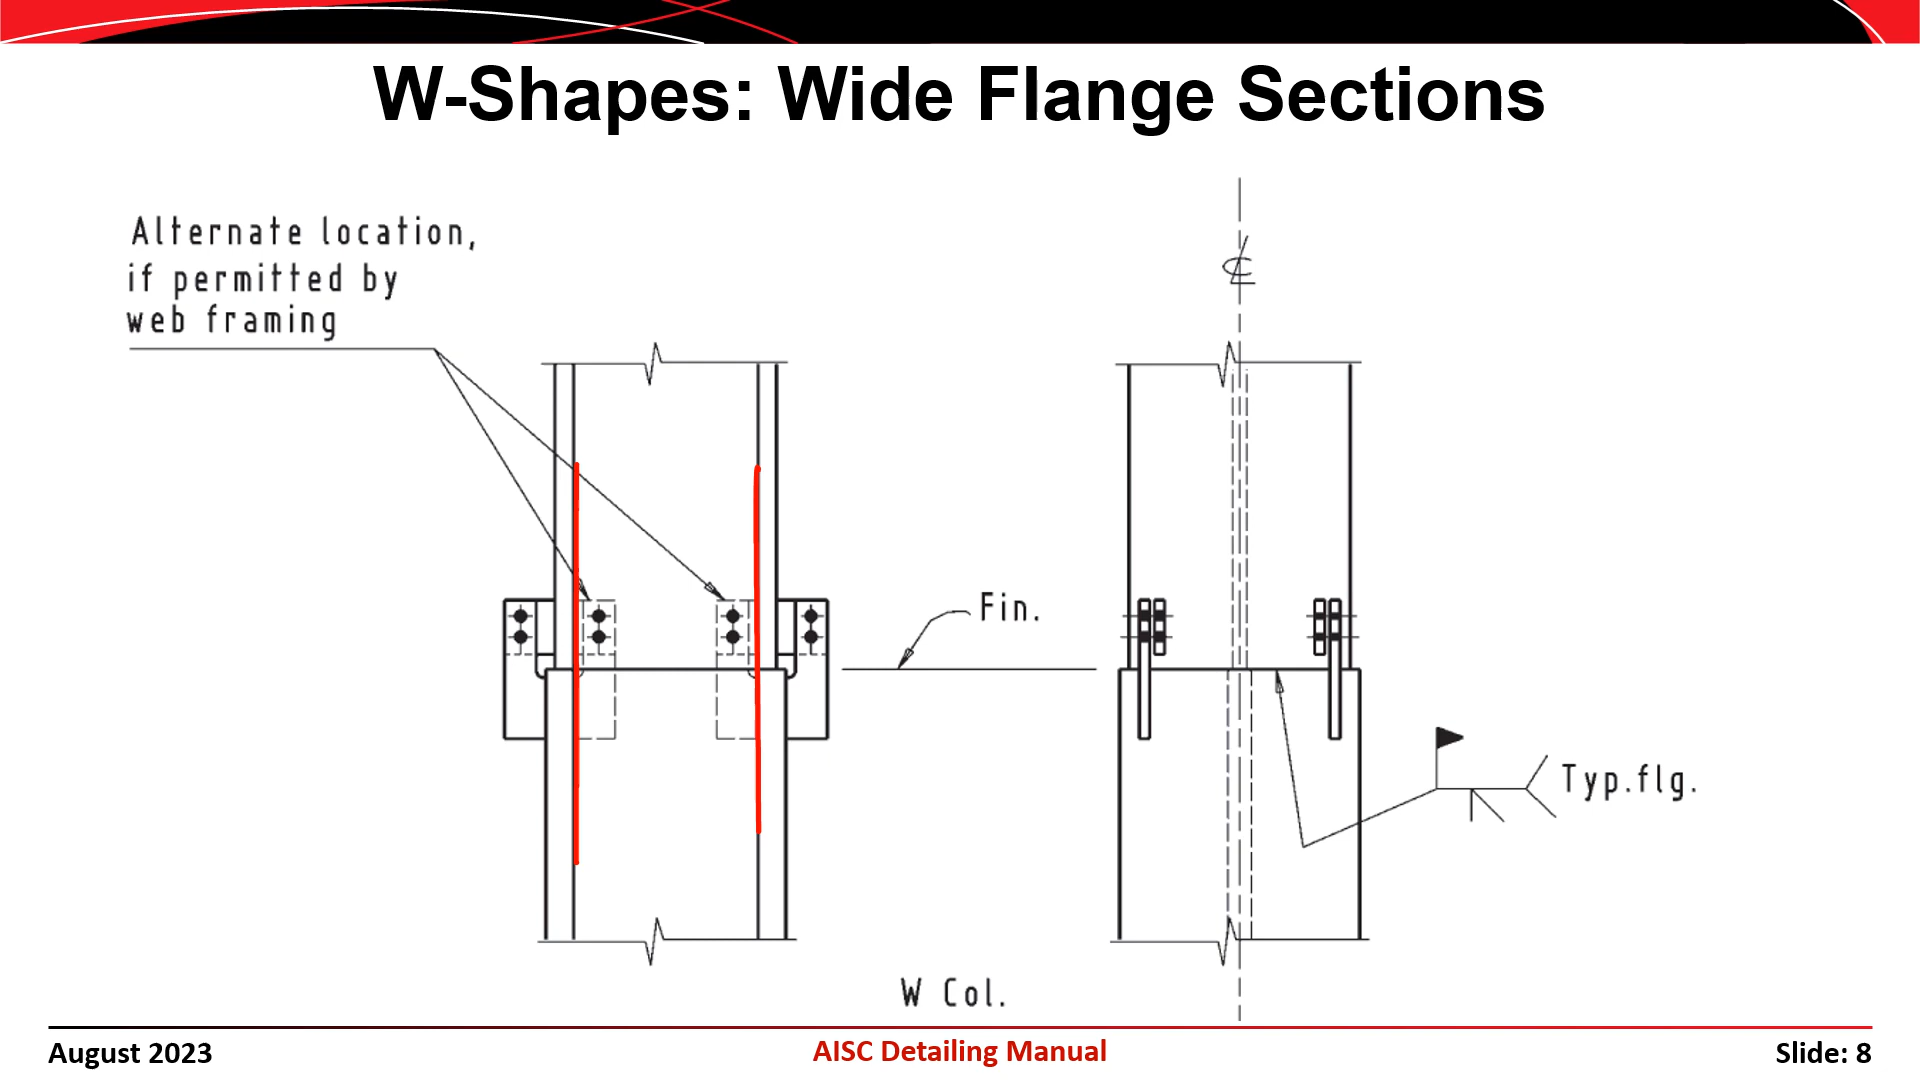 W-Shapes: Wide Flange Sections
Alternate location,
if permitted by
web framing
℄
Fin.
Typ.flg.
W Col.
August 2023
AISC Detailing Manual
Slide: 8